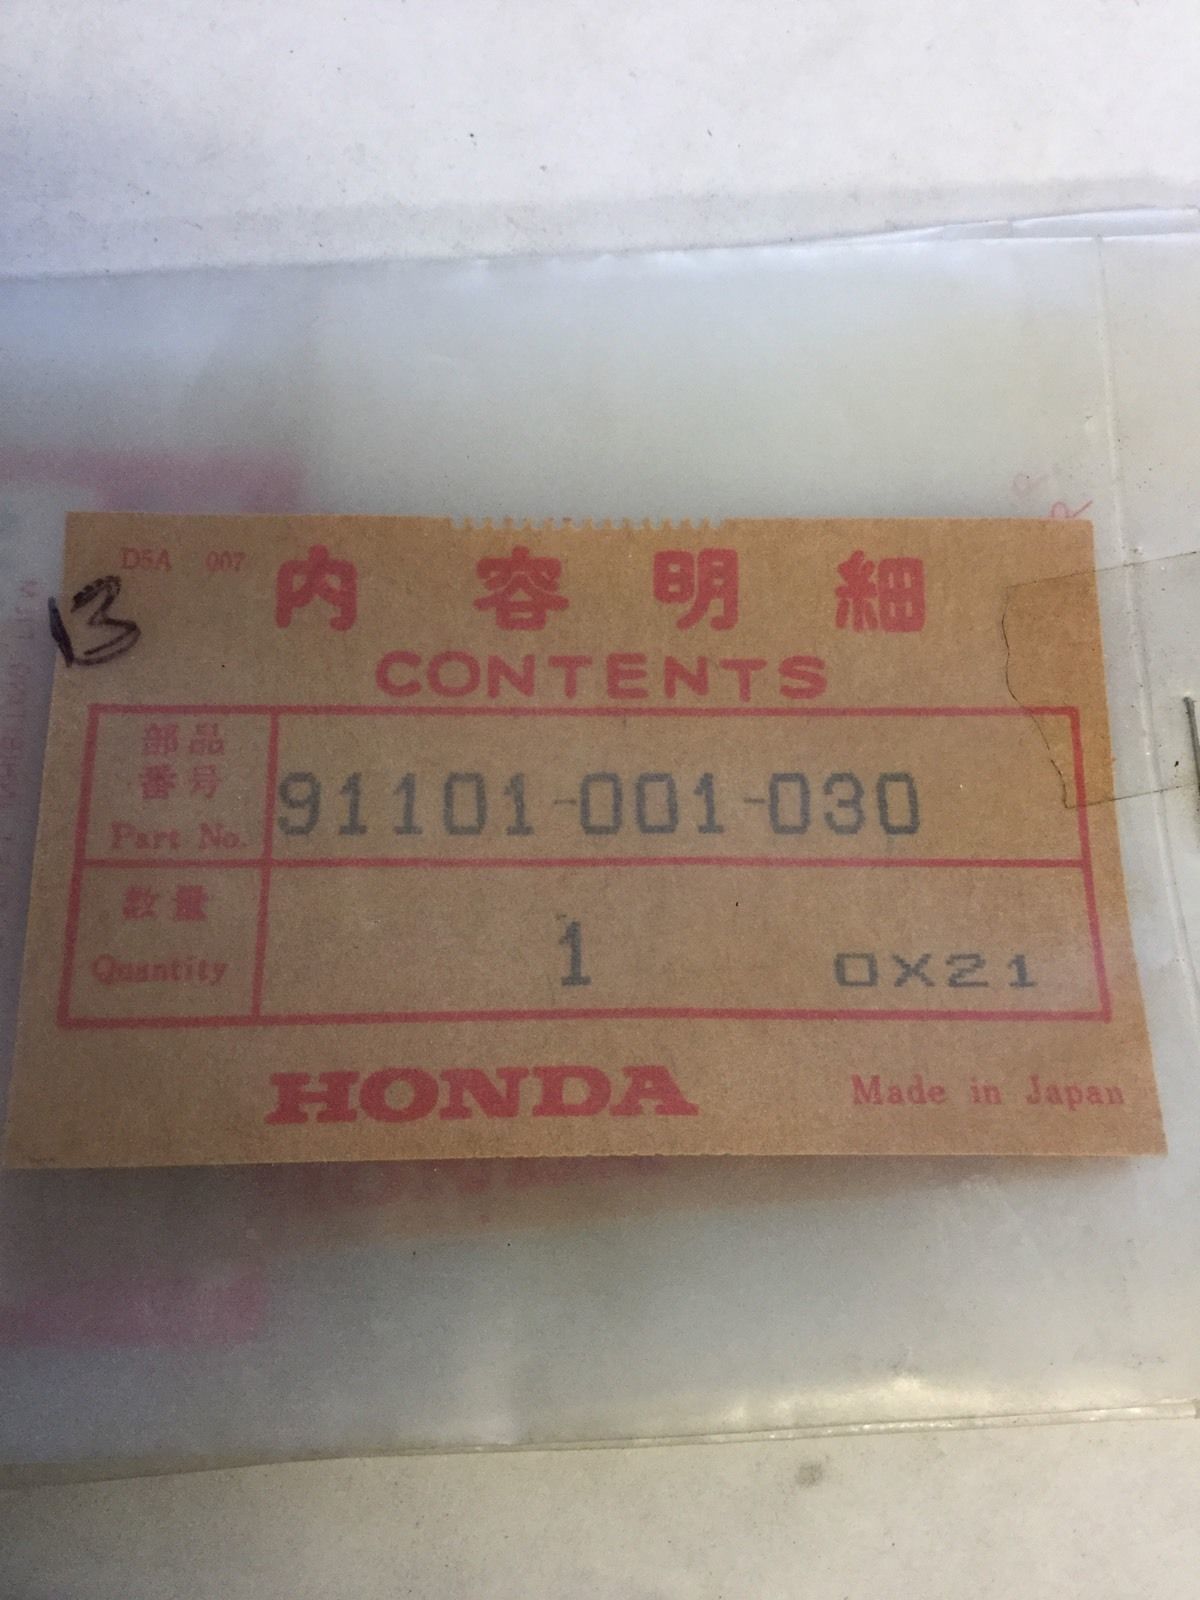 D5A 007
13
内容明細
CONTENTS
部品
番号
Part No.
91101-001-030
数量
Quantity
1
0X21
HONDA
Made in Japan